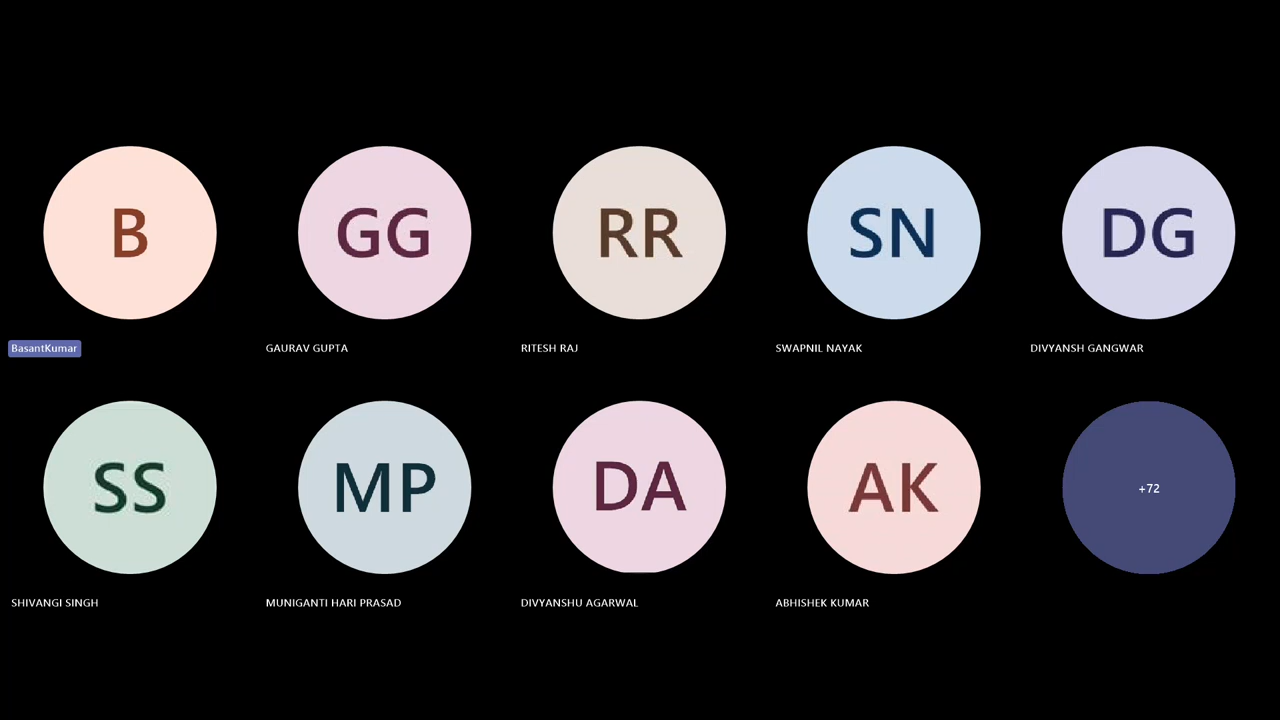 B
GG
RR
SN
DG
BasantKumar
GAURAV GUPTA
RITESH RAJ
SWAPNIL NAYAK
DIVYANSH GANGWAR
SS
MP
DA
AK
+72
SHIVANGI SINGH
MUNIGANTI HARI PRASAD
DIVYANSHU AGARWAL
ABHISHEK KUMAR